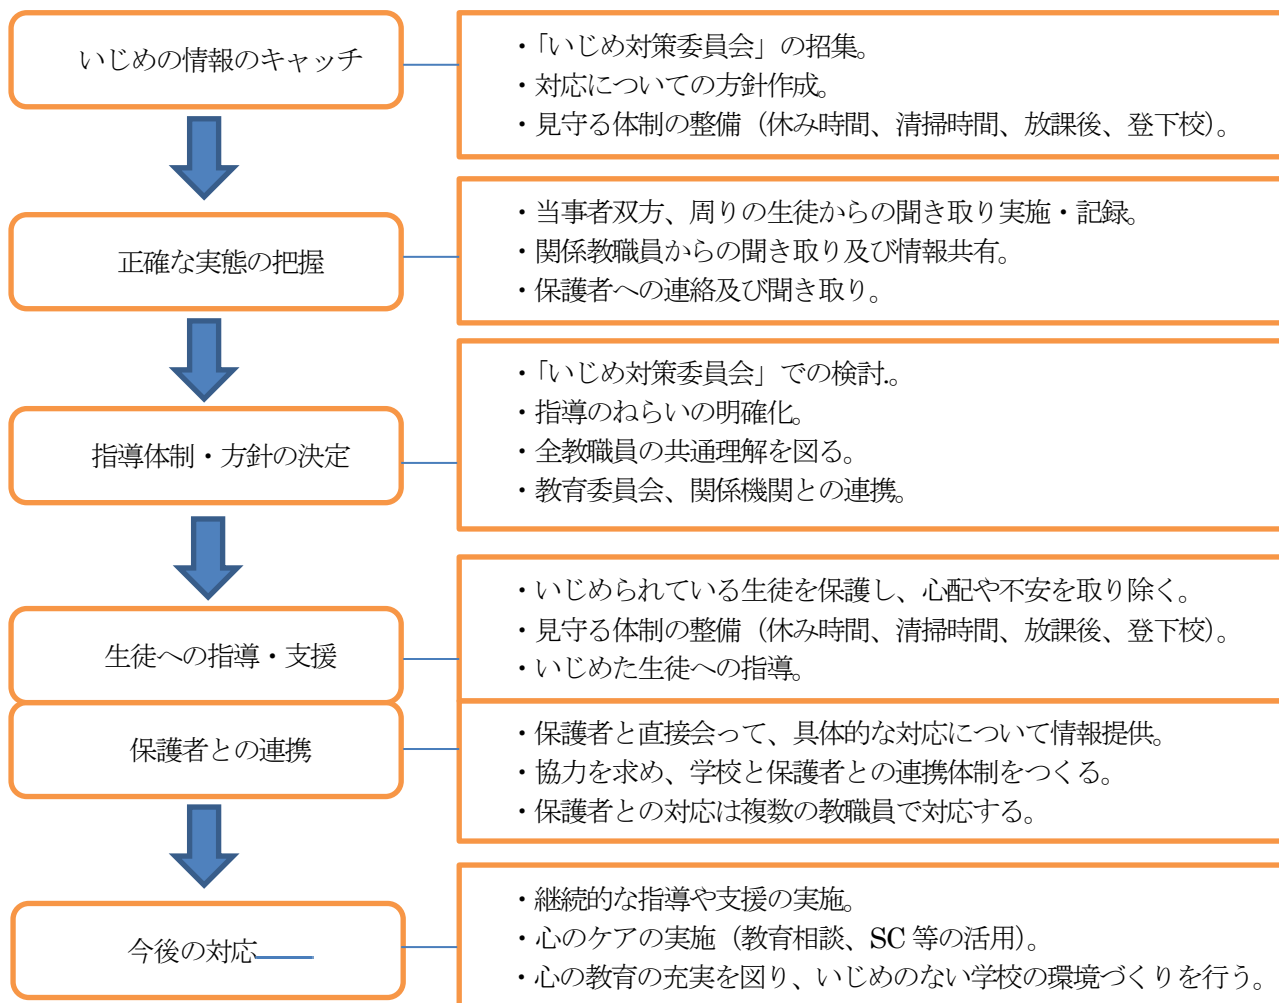 いじめの情報のキャッチ
・「いじめ対策委員会」の招集。
・対応についての方針作成。
・見守る体制の整備（休み時間、清掃時間、放課後、登下校）。
正確な実態の把握
・当事者双方、周りの生徒からの聞き取り実施・記録。
・関係教職員からの聞き取り及び情報共有。
・保護者への連絡及び聞き取り。
指導体制・方針の決定
・「いじめ対策委員会」での検討.。
・指導のねらいの明確化。
・全教職員の共通理解を図る。
・教育委員会、関係機関との連携。
生徒への指導・支援
・いじめられている生徒を保護し、心配や不安を取り除く。
・見守る体制の整備（休み時間、清掃時間、放課後、登下校）。
・いじめた生徒への指導。
保護者との連携
・保護者と直接会って、具体的な対応について情報提供。
・協力を求め、学校と保護者との連携体制をつくる。
・保護者との対応は複数の教職員で対応する。
今後の対応
・継続的な指導や支援の実施。
・心のケアの実施（教育相談、SC 等の活用）。
・心の教育の充実を図り、いじめのない学校の環境づくりを行う。